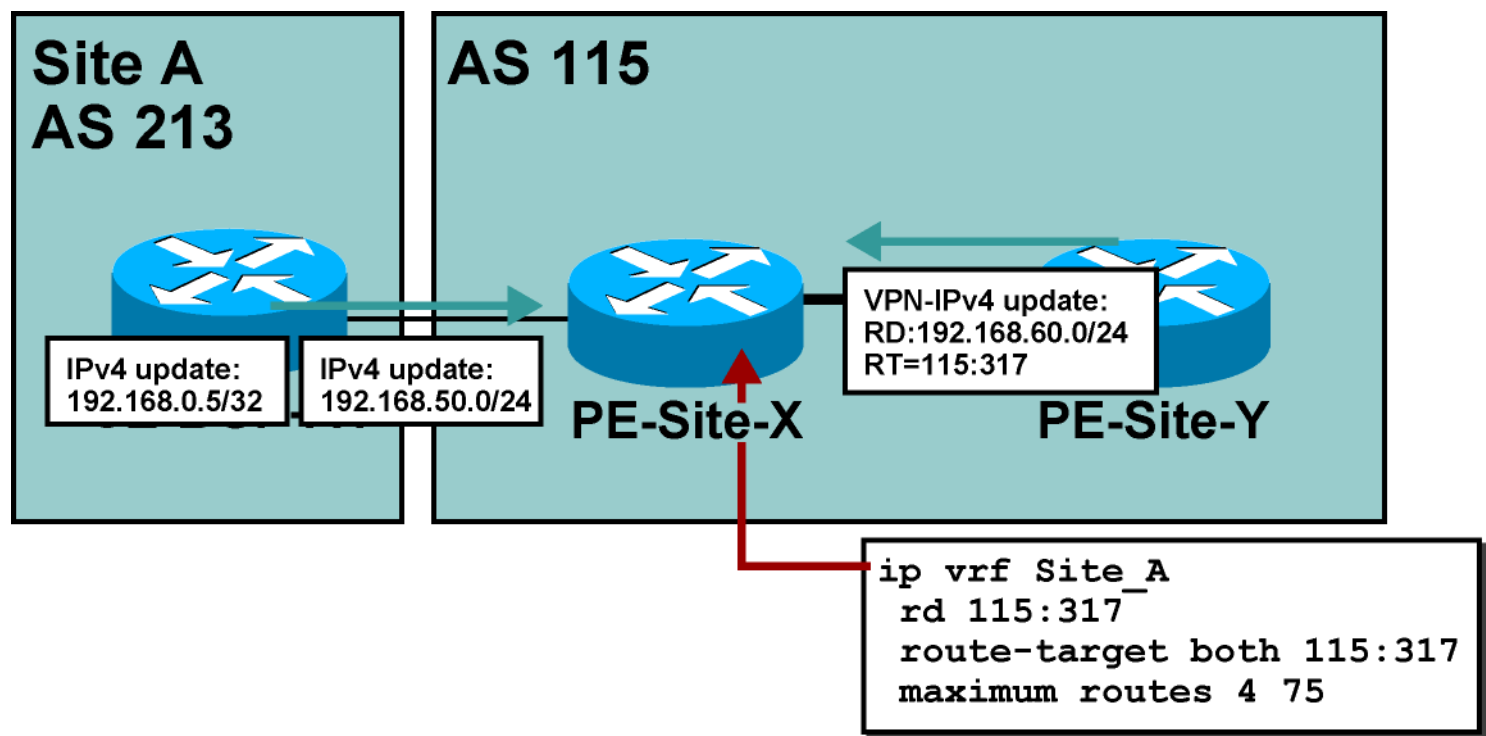 Site A
AS 213
AS 115
IPv4 update:
192.168.0.5/32
IPv4 update:
192.168.50.0/24
VPN-IPv4 update:
RD:192.168.60.0/24
RT=115:317
PE-Site-X
PE-Site-Y
ip vrf Site_A
rd 115:317
route-target both 115:317
maximum routes 4 75